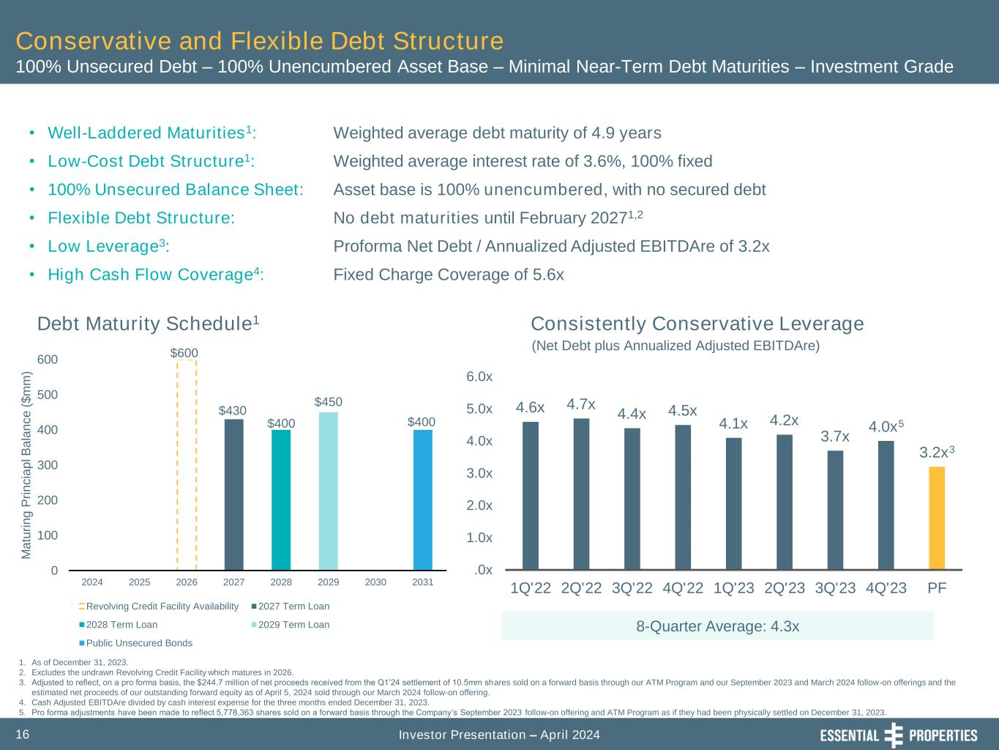 Conservative and Flexible Debt Structure
100% Unsecured Debt – 100% Unencumbered Asset Base – Minimal Near-Term Debt Maturities – Investment Grade
• Well-Laddered Maturities1: Weighted average debt maturity of 4.9 years
• Low-Cost Debt Structure1: Weighted average interest rate of 3.6%, 100% fixed
• 100% Unsecured Balance Sheet: Asset base is 100% unencumbered, with no secured debt
• Flexible Debt Structure: No debt maturities until February 20271,2
• Low Leverage3: Proforma Net Debt / Annualized Adjusted EBITDAre of 3.2x
• High Cash Flow Coverage4: Fixed Charge Coverage of 5.6x
Debt Maturity Schedule1
Maturing Princiapl Balance ($mm)
600
500
400
300
200
100
0
$600
$430
$400
$450
$400
2024 2025 2026 2027 2028 2029 2030 2031
Revolving Credit Facility Availability 2027 Term Loan
2028 Term Loan 2029 Term Loan
Public Unsecured Bonds
Consistently Conservative Leverage
(Net Debt plus Annualized Adjusted EBITDAre)
6.0x
5.0x
4.0x
3.0x
2.0x
1.0x
.0x
4.6x 4.7x 4.4x 4.5x 4.1x 4.2x 3.7x 4.0x5 3.2x3
1Q'22 2Q'22 3Q'22 4Q'22 1Q'23 2Q'23 3Q'23 4Q'23 PF
8-Quarter Average: 4.3x
1. As of December 31, 2023.
2. Excludes the undrawn Revolving Credit Facility which matures in 2026.
3. Adjusted to reflect, on a pro forma basis, the $244.7 million of net proceeds received from the Q1'24 settlement of 10.5mm shares sold on a forward basis through our ATM Program and our September 2023 and March 2024 follow-on offerings and the
estimated net proceeds of our outstanding forward equity as of April 5, 2024 sold through our March 2024 follow-on offering.
4. Cash Adjusted EBITDAre divided by cash interest expense for the three months ended December 31, 2023.
5. Pro forma adjustments have been made to reflect 5,778,363 shares sold on a forward basis through the Company's September 2023 follow-on offering and ATM Program as if they had been physically settled on December 31, 2023.
16
Investor Presentation – April 2024
ESSENTIAL PROPERTIES